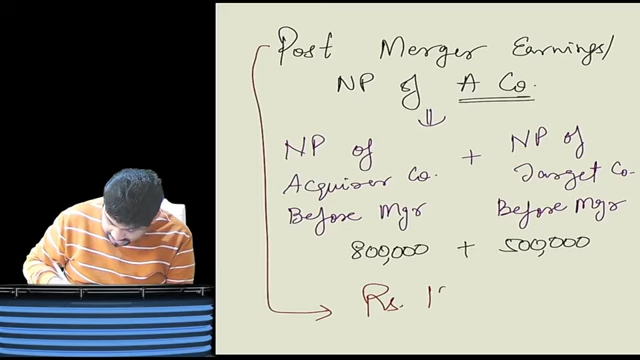 Post Merger Earnings/
NP of A Co.
NP of + NP of
Acquirer Co. Target Co.
Before Mgr Before Mgr
800,000 + 500,000
Rs. 1